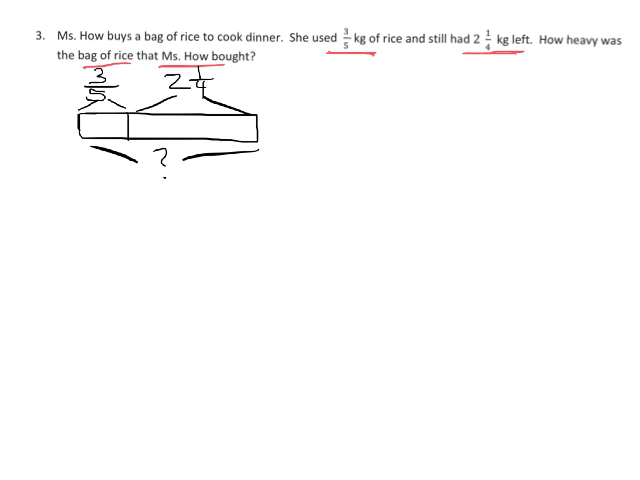 3. Ms. How buys a bag of rice to cook dinner. She used 3/5 kg of rice and still had 2 1/4 kg left. How heavy was
the bag of rice that Ms. How bought?
3/5 2 1/4
?